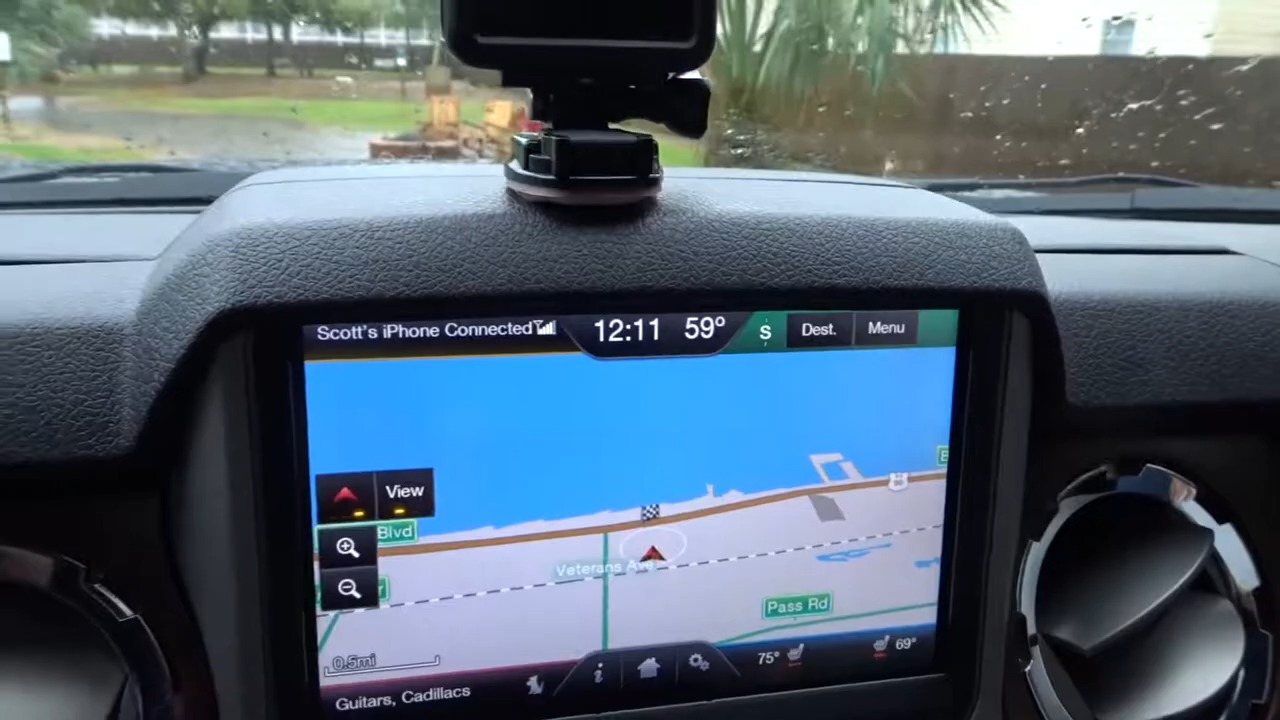 Scott's iPhone Connected
12:11 59°
S
Dest.
Menu
View
Blvd
Veterans Ave
Pass Rd
0.5mi
75°
69°
Guitars, Cadillacs